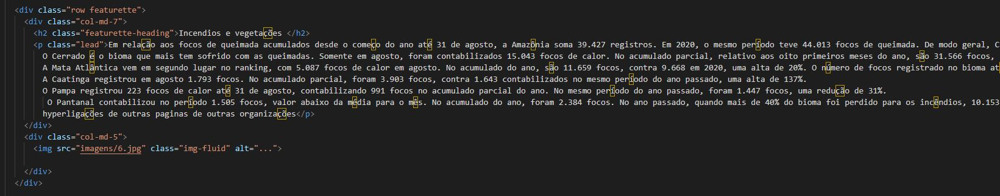 <div class="row featurette">
<div class="col-md-7">
<h2 class="featurette-heading">Incendios e vegetações </h2>
<p class="lead">Em relação aos focos de queimada acumulados desde o começo do ano até 31 de agosto, a Amazônia soma 39.427 registros. Em 2020, o mesmo período teve 44.013 focos de queimada. De modo geral, C
O Cerrado é o bioma que mais tem sofrido com as queimadas. Somente em agosto, foram contabilizados 15.043 focos de calor. No acumulado parcial, relativo aos oito primeiros meses do ano, são 31.566 focos,
A Mata Atlântica vem em segundo lugar no ranking, com 5.087 focos de calor em agosto. No acumulado do ano, são 11.659 focos, contra 9.668 em 2020, uma alta de 20%. O número de focos registrado no bioma at
A Caatinga registrou em agosto 1.793 focos. No acumulado parcial, foram 3.903 focos, contra 1.643 contabilizados no mesmo período do ano passado, uma alta de 137%.
O Pampa registrou 223 focos de calor até 31 de agosto, contabilizando 991 focos no acumulado parcial do ano. No mesmo período do ano passado, foram 1.447 focos, uma redução de 31%.
O Pantanal contabilizou no período 1.505 focos, valor abaixo da média para o mês. No acumulado do ano, foram 2.384 focos. No ano passado, quando mais de 40% do bioma foi perdido para os incêndios, 10.153
hyperligações de outras paginas de outras organizações</p>
</div>
<div class="col-md-5">
<img src="imagens/6.jpg" class="img-fluid" alt="...">
</div>
</div>